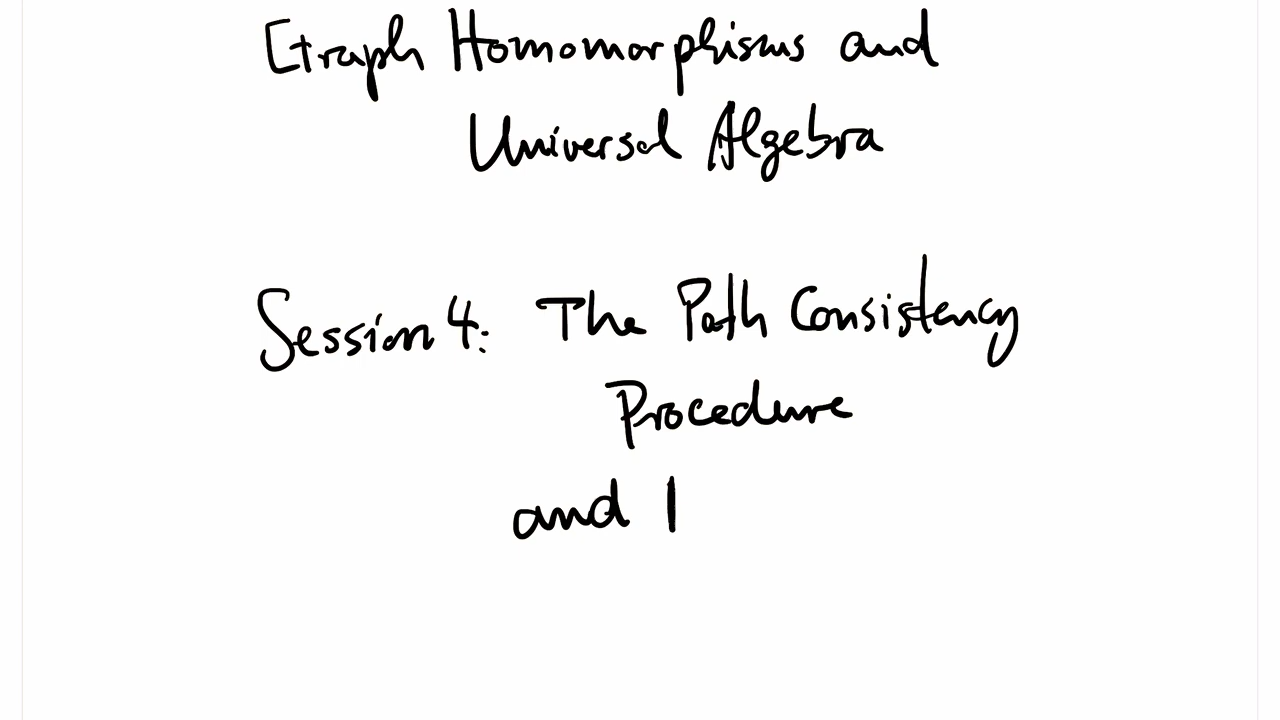 Graph Homomorphisms and
Universal Algebra
Session 4: The Path Consistency
Procedure
and